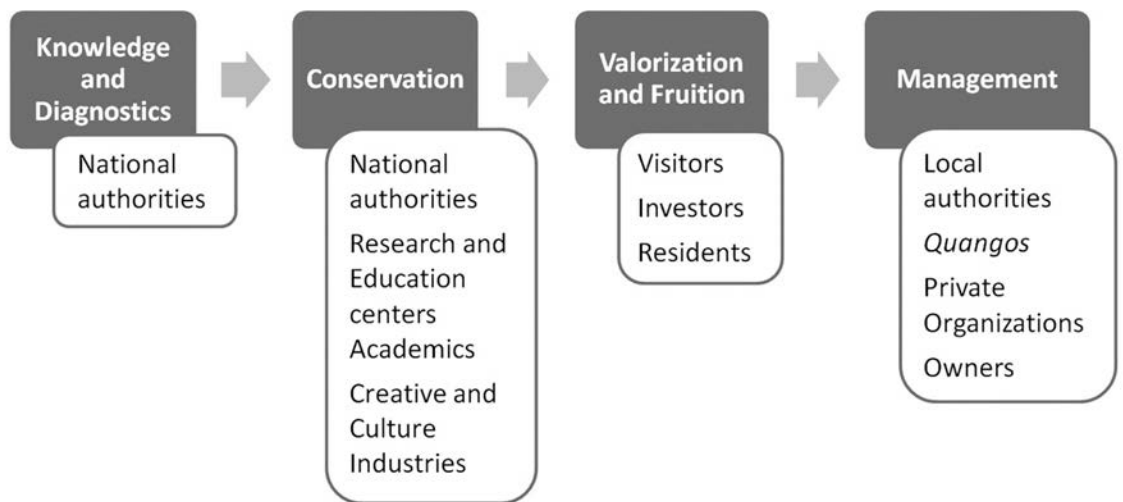 Knowledge
and
Diagnostics
National
authorities
Conservation
National
authorities
Research and
Education
centers
Academics
Creative and
Culture
Industries
Valorization
and Fruition
Visitors
Investors
Residents
Management
Local
authorities
Quangos
Private
Organizations
Owners